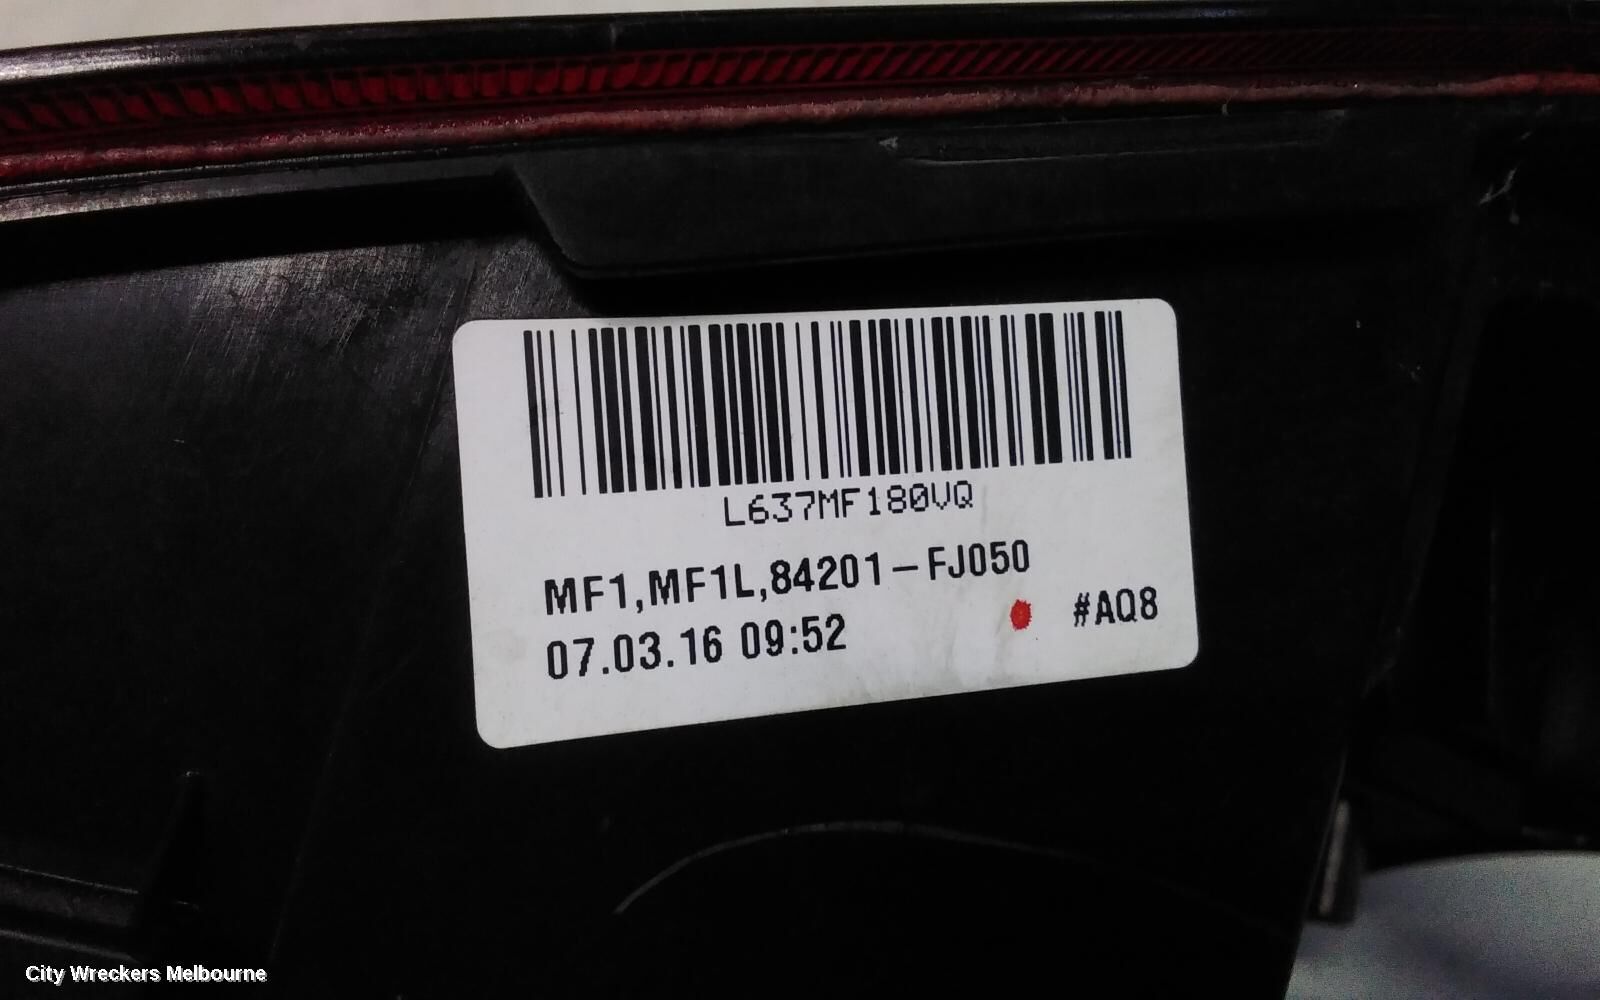 L637MF180VQ
MF1,MF1L,84201-FJ050
07.03.16 09:52
#AQ8
City Wreckers Melbourne